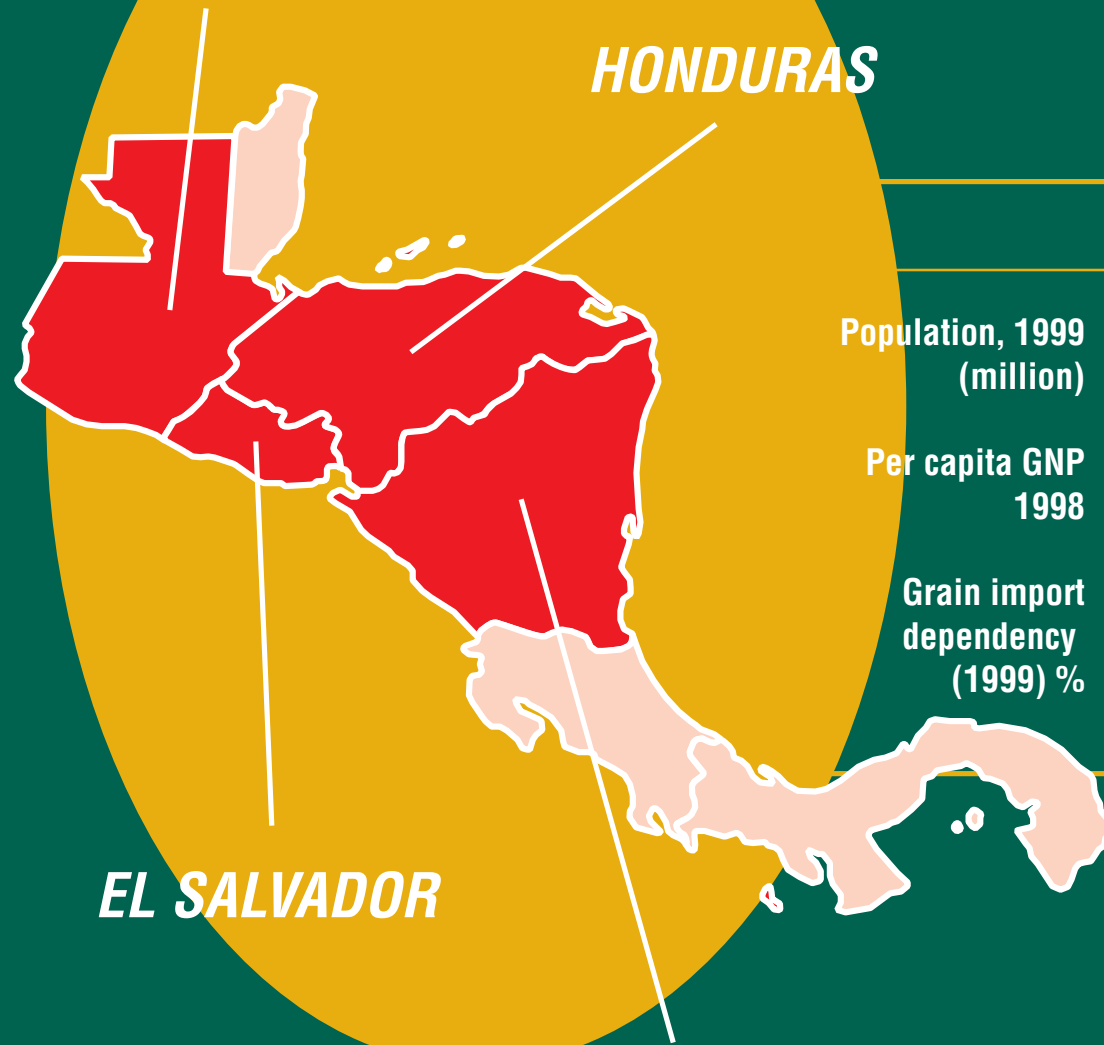 HONDURAS
Population, 1999
(million)
Per capita GNP
1998
Grain import
dependency
(1999) %
EL SALVADOR